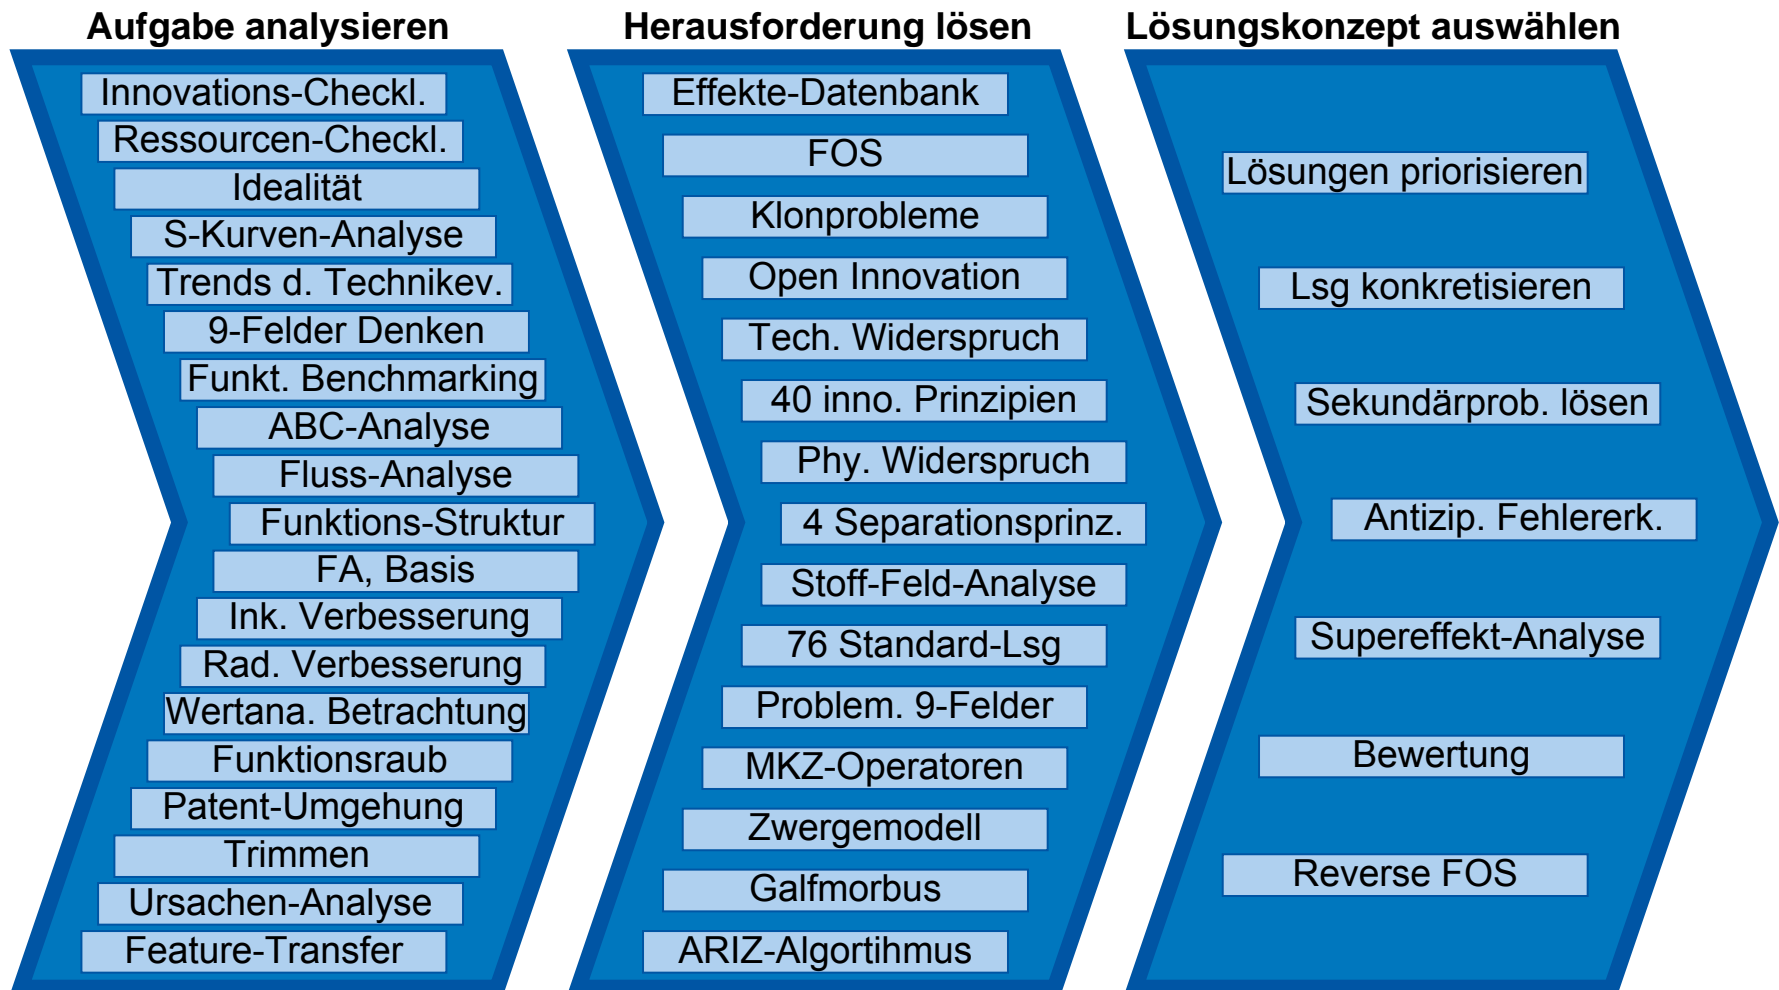 Aufgabe analysieren
Innovations-Checkl.
Ressourcen-Checkl.
Idealität
S-Kurven-Analyse
Trends d. Technikev.
9-Felder Denken
Funkt. Benchmarking
ABC-Analyse
Fluss-Analyse
Funktions-Struktur
FA, Basis
Ink. Verbesserung
Rad. Verbesserung
Wertana. Betrachtung
Funktionsraub
Patent-Umgehung
Trimmen
Ursachen-Analyse
Feature-Transfer
Herausforderung lösen
Effekte-Datenbank
FOS
Klonprobleme
Open Innovation
Tech. Widerspruch
40 inno. Prinzipien
Phy. Widerspruch
4 Separationsprinz.
Stoff-Feld-Analyse
76 Standard-Lsg
Problem. 9-Felder
MKZ-Operatoren
Zwergemodell
Galfmorbus
ARIZ-Algortihmus
Lösungskonzept auswählen
Lösungen priorisieren
Lsg konkretisieren
Sekundärprob. lösen
Antizip. Fehlererk.
Supereffekt-Analyse
Bewertung
Reverse FOS